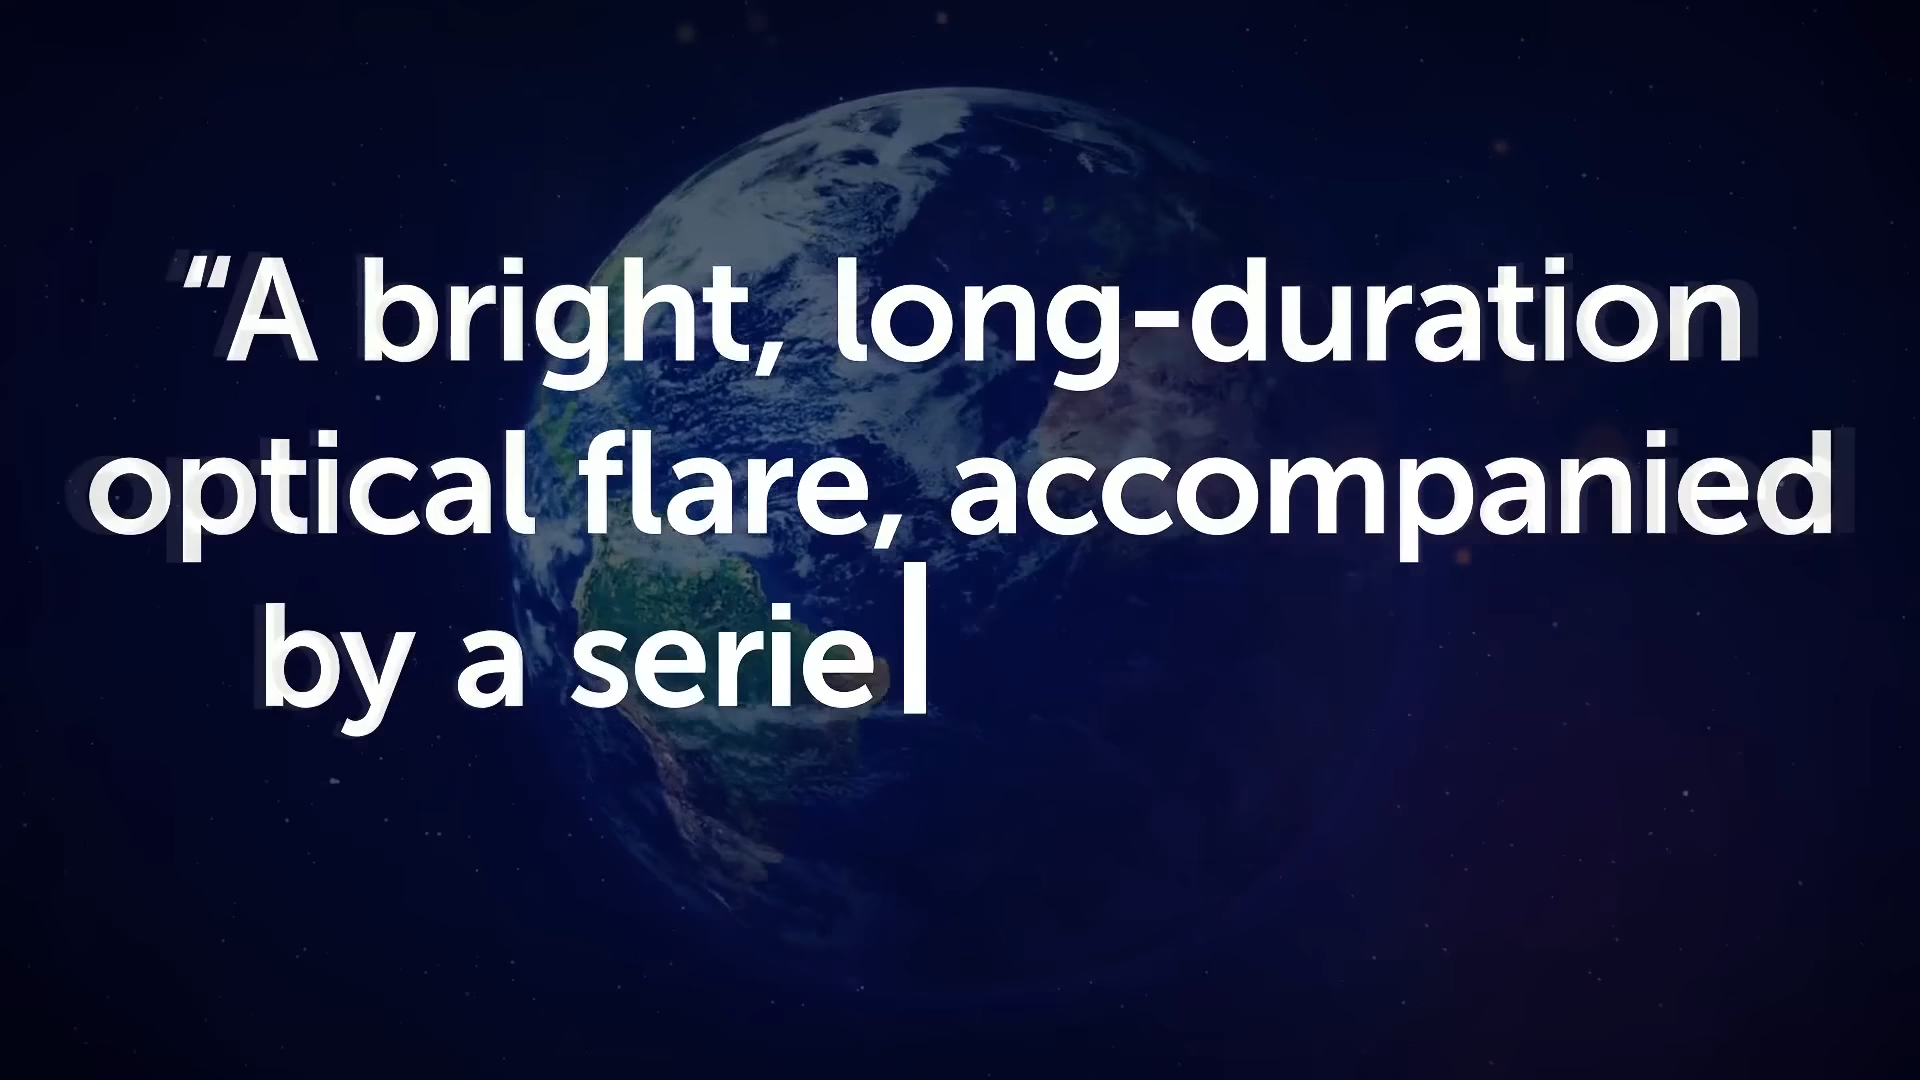 “A bright, long-duration
optical flare, accompanied
by a serie